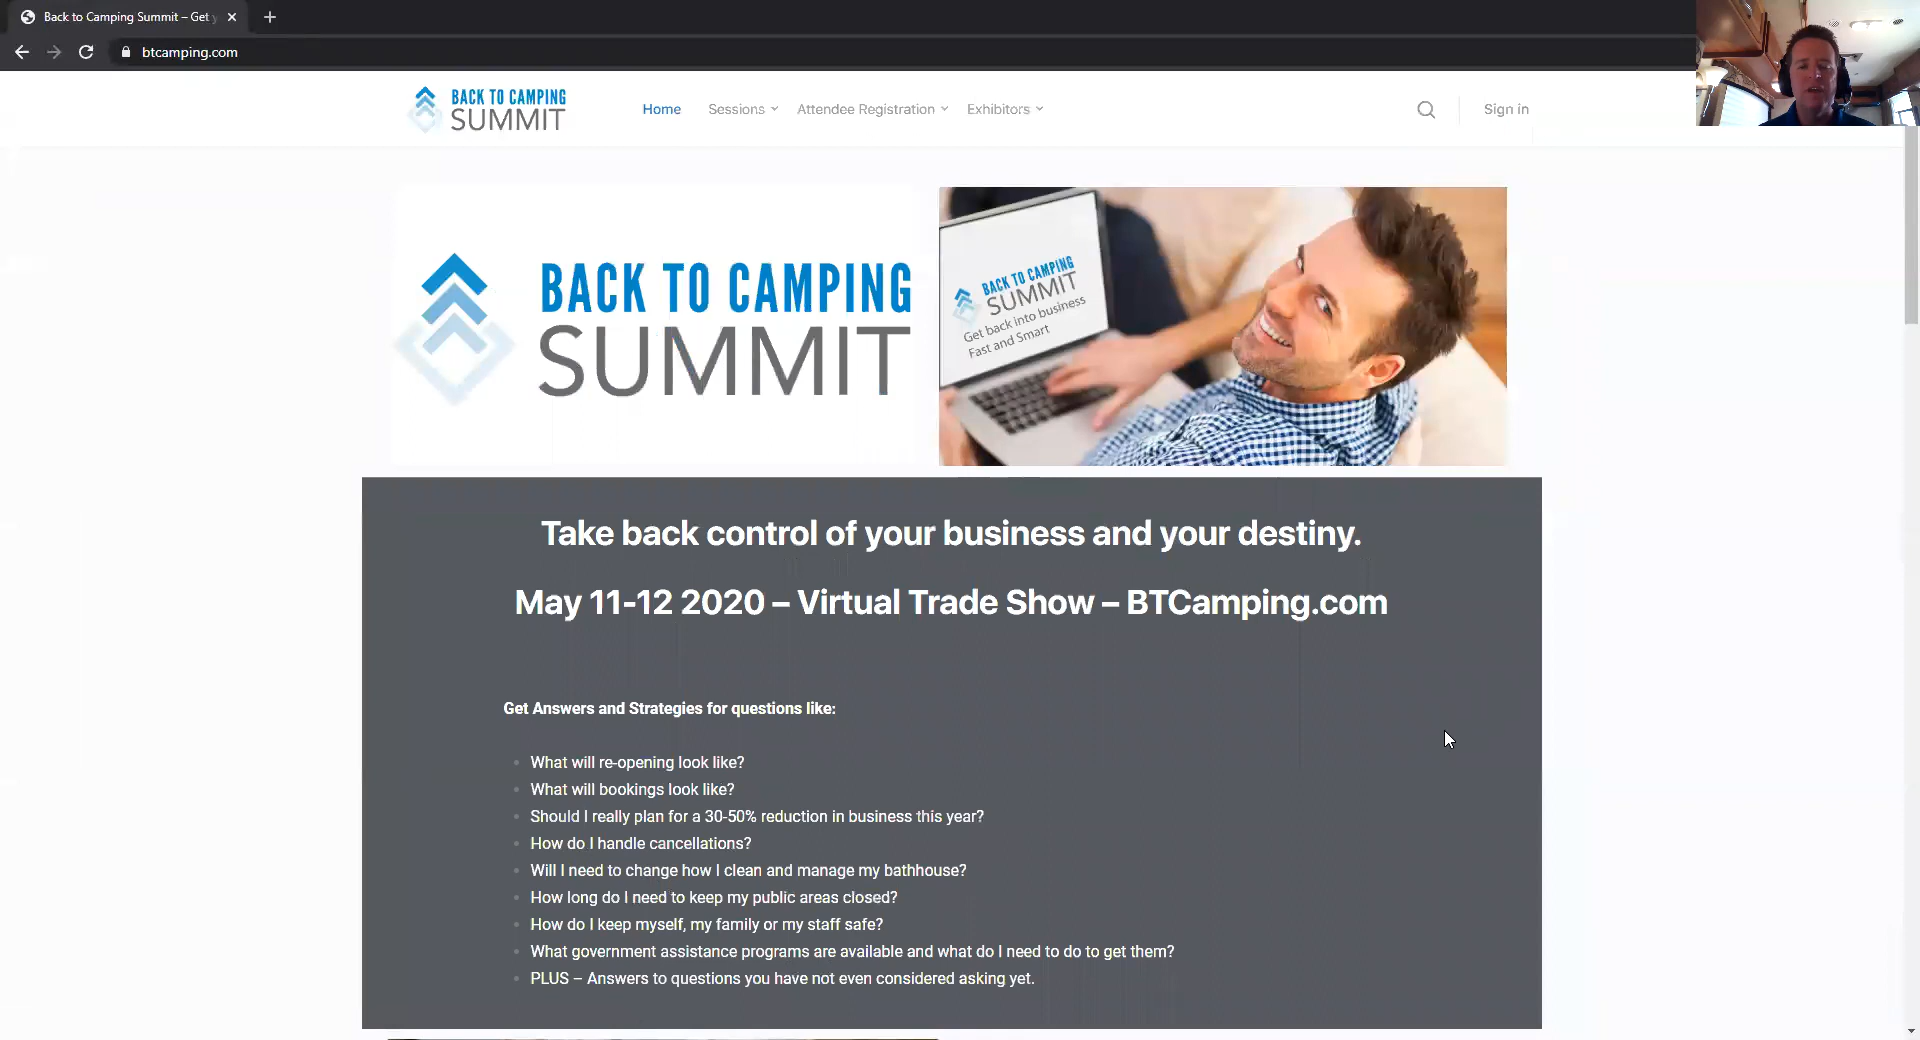 Back to Camping Summit – Get
btcamping.com
BACK TO CAMPING
SUMMIT
Home
Sessions
Attendee Registration
Exhibitors
Sign in
BACK TO CAMPING
SUMMIT
BACK TO CAMPING
SUMMIT
Get back into business
Fast and Smart
Take back control of your business and your destiny.
May 11-12 2020 – Virtual Trade Show – BTCamping.com
Get Answers and Strategies for questions like:
What will re-opening look like?
What will bookings look like?
Should I really plan for a 30-50% reduction in business this year?
How do I handle cancellations?
Will I need to change how I clean and manage my bathhouse?
How long do I need to keep my public areas closed?
How do I keep myself, my family or my staff safe?
What government assistance programs are available and what do I need to do to get them?
PLUS – Answers to questions you have not even considered asking yet.